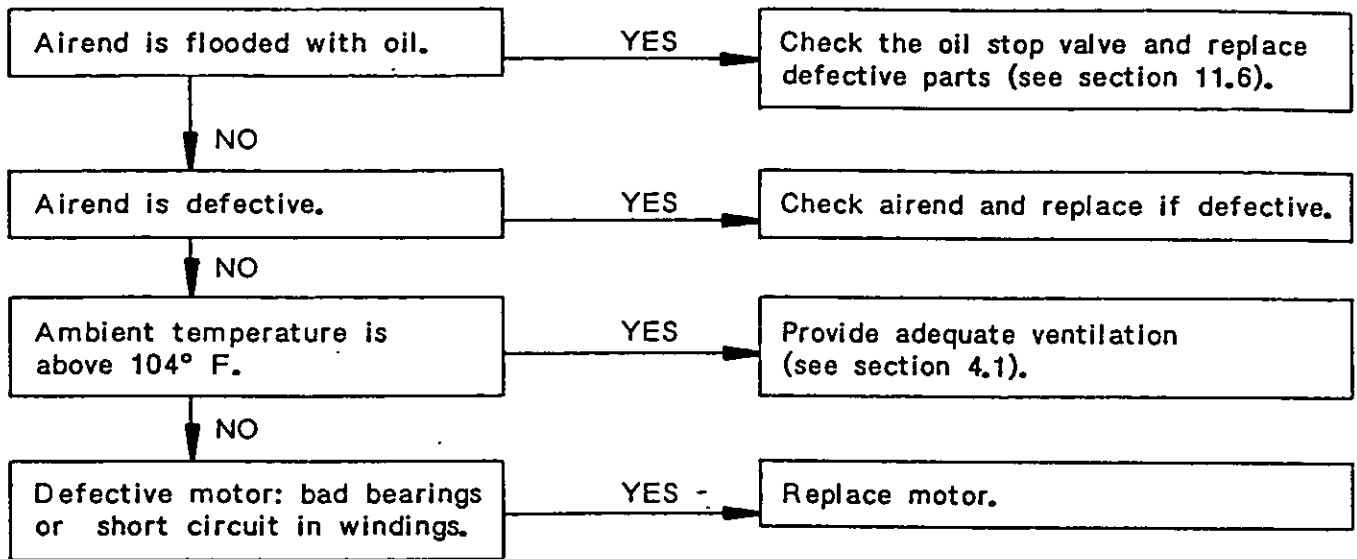 Airend is flooded with oil.
YES
Check the oil stop valve and replace
defective parts (see section 11.6).
NO
Airend is defective.
YES
Check airend and replace if defective.
NO
Ambient temperature is
above 104° F.
YES
Provide adequate ventilation
(see section 4.1).
NO
Defective motor: bad bearings
or short circuit in windings.
YES -
Replace motor.